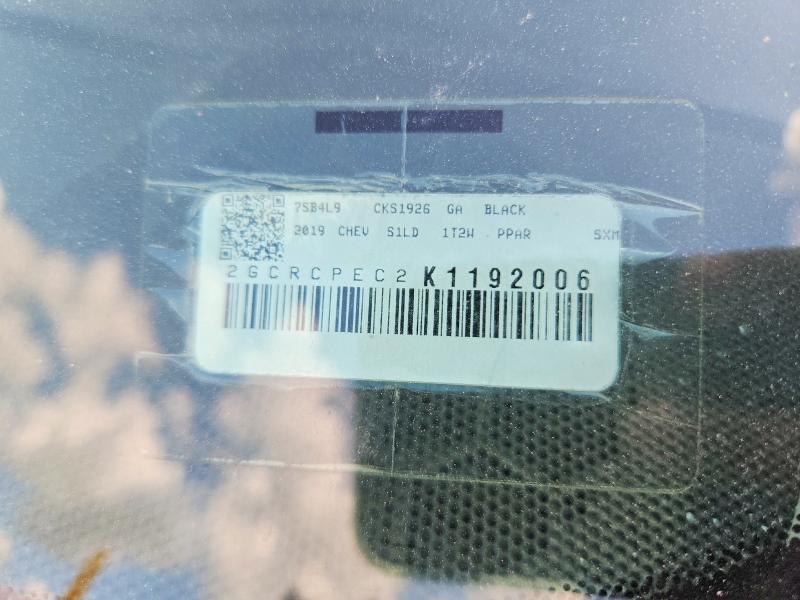 7SB4L9 CKS1926 GA BLACK
2019 CHEV S1LD 1T2W PPAR SXM
2GCRCPEC2K1192006